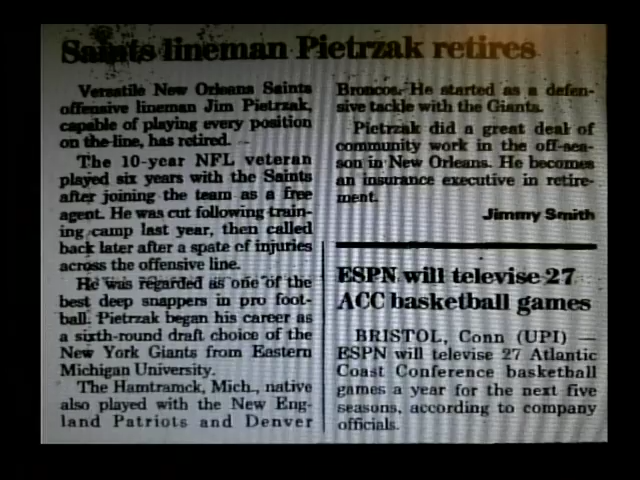 Saints lineman Pietrzak retires
Versatile New Orleans Saints
offensive lineman Jim Pietrzak,
capable of playing every position
on the line, has retired.
The 10-year NFL veteran
played six years with the Saints
after joining the team as a free
agent. He was cut following train-
ing camp last year, then called
back later after a spate of injuries
across the offensive line.
He was regarded as one of the
best deep snappers in pro foot-
ball. Pietrzak began his career as
a sixth-round draft choice of the
New York Giants from Eastern
Michigan University.
The Hamtramck, Mich., native
also played with the New Eng-
land Patriots and Denver
Broncos. He started as a defen-
sive tackle with the Giants.
Pietrzak did a great deal of
community work in the off-sea-
son in New Orleans. He becomes
an insurance executive in retire-
ment.
Jimmy Smith
ESPN will televise 27
ACC basketball games
BRISTOL, Conn (UPI) —
ESPN will televise 27 Atlantic
Coast Conference basketball
games a year for the next five
seasons, according to company
officials.